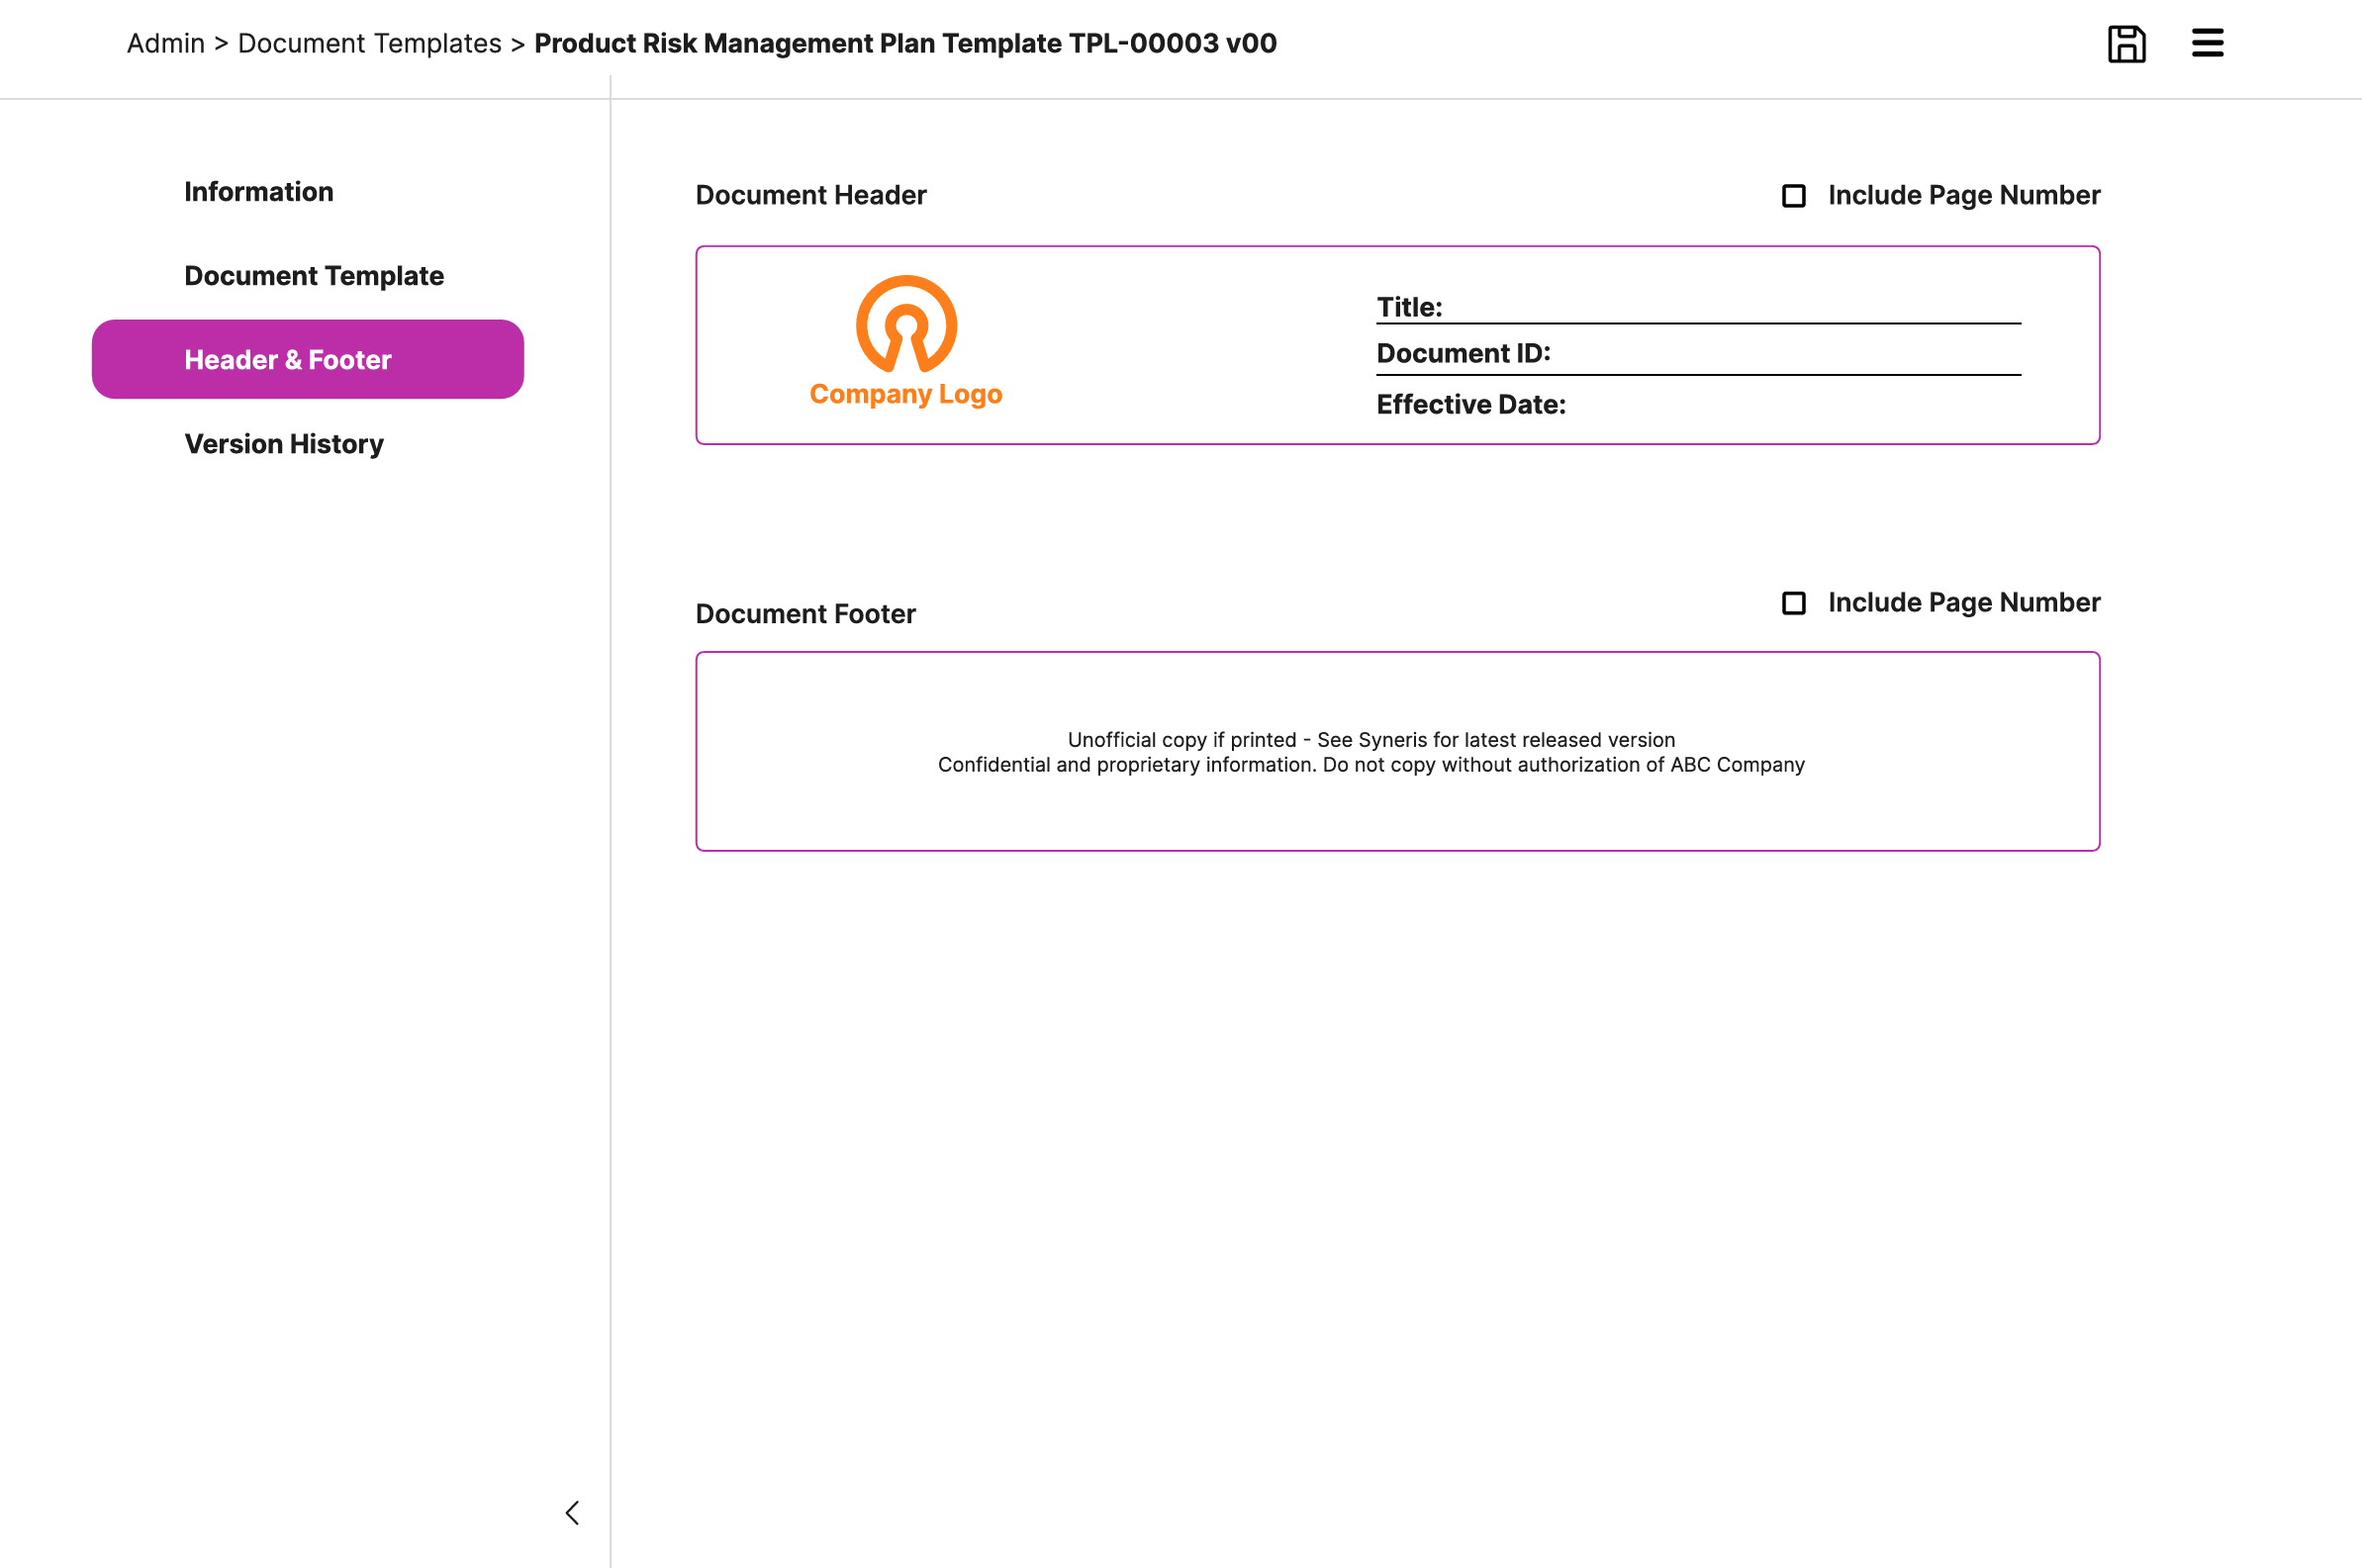 Admin > Document Templates > Product Risk Management Plan Template TPL-00003 v00
Information
Document Template
Header & Footer
Version History
Document Header
Include Page Number
Company Logo
Title:
Document ID:
Effective Date:
Document Footer
Include Page Number
Unofficial copy if printed - See Syneris for latest released version
Confidential and proprietary information. Do not copy without authorization of ABC Company